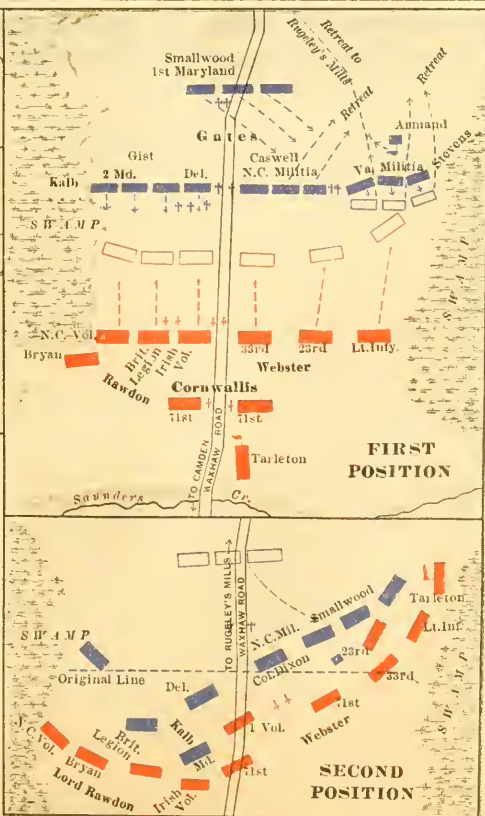 Smallwood
1st Maryland
Retreat to
Rugeley's Mills
Retreat
Retreat
Gates
Armand
Gist
Kalb
2 Md.
Del.
Caswell
N.C. Militia
Va. Militia
Stevens
SWAMP
SWAMP
N.C. Vol.
Bryan
Rawdon
Brit.
Legion
Irish
Vol.
33rd
23rd
Lt. Infy.
Webster
Cornwallis
71st
71st
Tarleton
TO CAMDEN
WAXHAW ROAD
FIRST
POSITION
Saunders Cr.
TO RUGELEY'S MILLS
WAXHAW ROAD
SWAMP
Original Line
N.C. Mil.
Smallwood
Col. Dixon
Tarleton
Lt. Inf.
23rd
33rd
SWAMP
Del.
Kalb
Md.
Brit.
Legion
N.C. Vol.
Bryan
Lord Rawdon
Irish
Vol.
Vol.
71st
71st
Webster
SECOND
POSITION